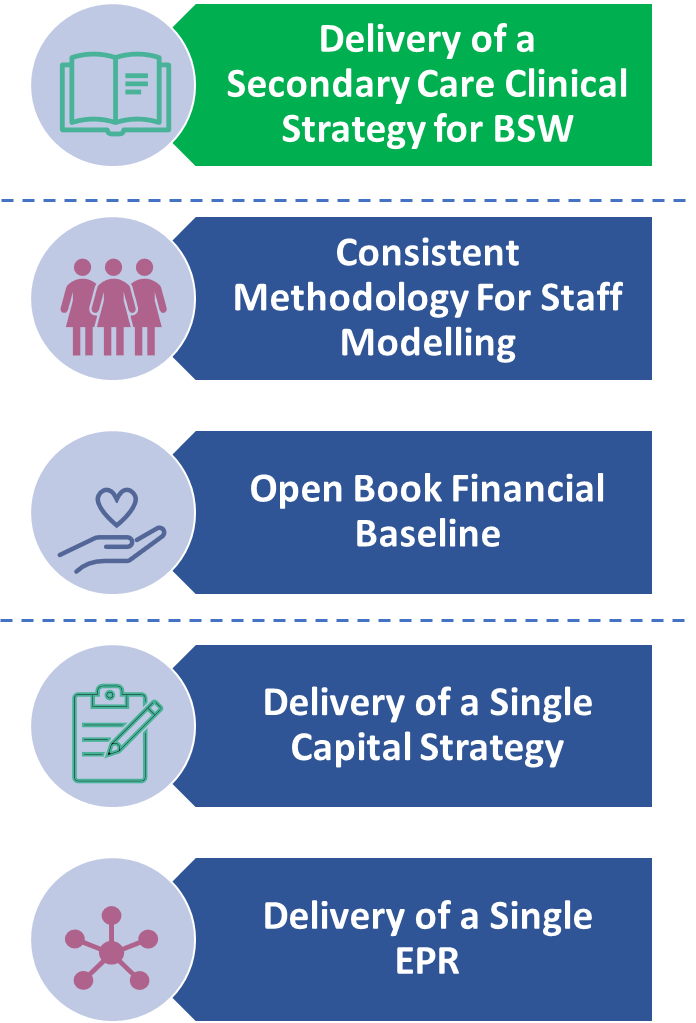 Delivery of a
Secondary Care Clinical
Strategy for BSW
Consistent
Methodology For Staff
Modelling
Open Book Financial
Baseline
Delivery of a Single
Capital Strategy
Delivery of a Single
EPR